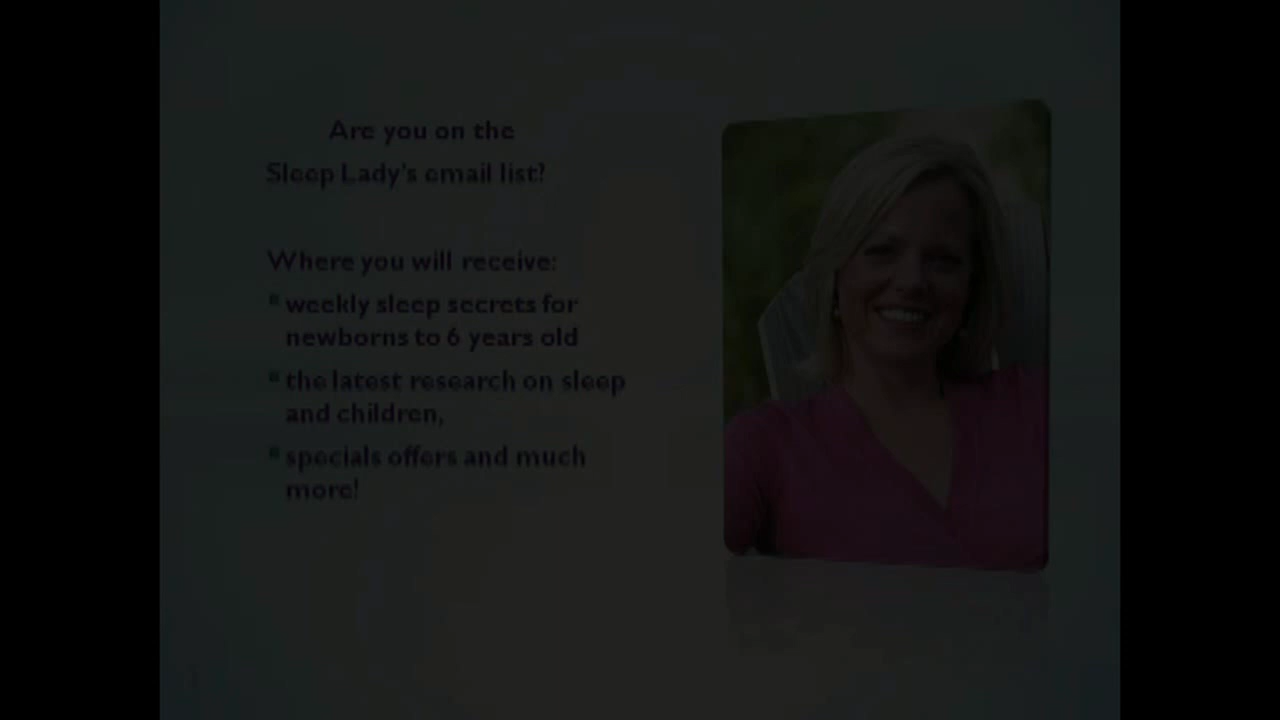 Are you on the
Sleep Lady's email list?
Where you will receive:
* weekly sleep secrets for
newborns to 6 years old
* the latest research on sleep
and children,
* specials offers and much
more!